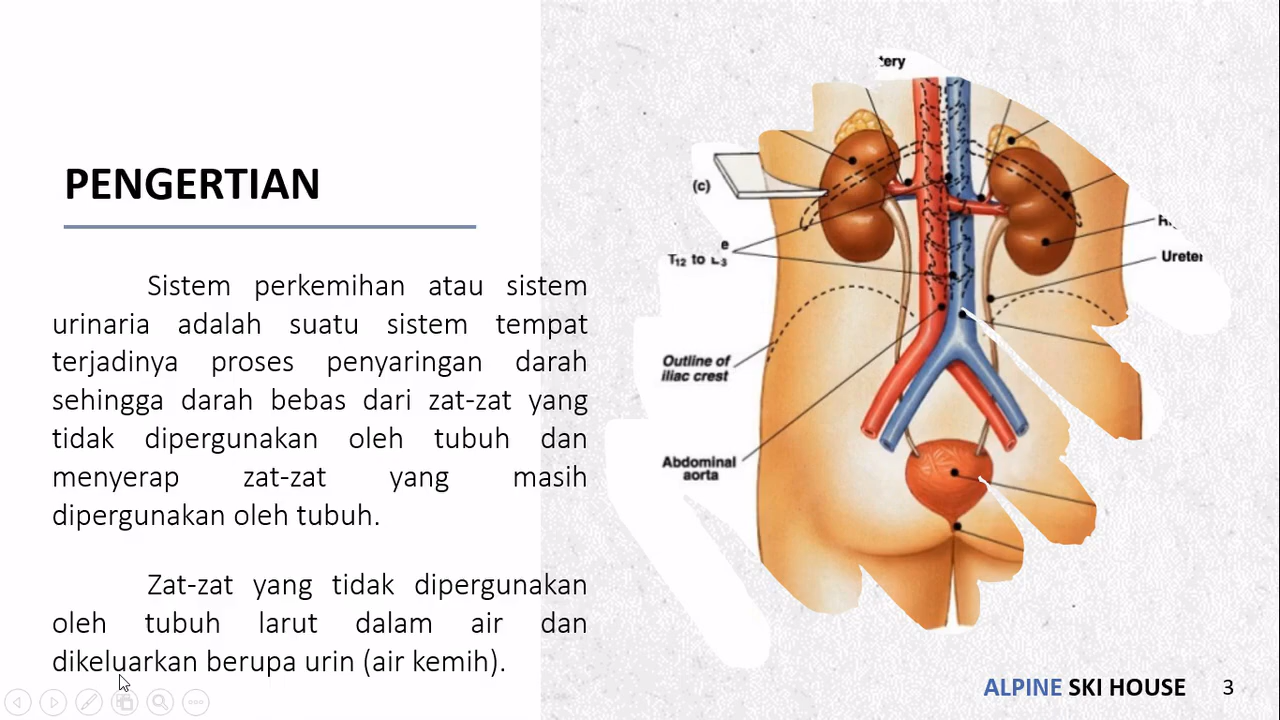 PENGERTIAN
Sistem perkemihan atau sistem
urinaria adalah suatu sistem tempat
terjadinya proses penyaringan darah
sehingga darah bebas dari zat-zat yang
tidak dipergunakan oleh tubuh dan
menyerap zat-zat yang masih
dipergunakan oleh tubuh.
Zat-zat yang tidak dipergunakan
oleh tubuh larut dalam air dan
dikeluarkan berupa urin (air kemih).
(c)
T₁₂ to L₃
Ureter
Outline of
iliac crest
Abdominal
aorta
ALPINE SKI HOUSE
3